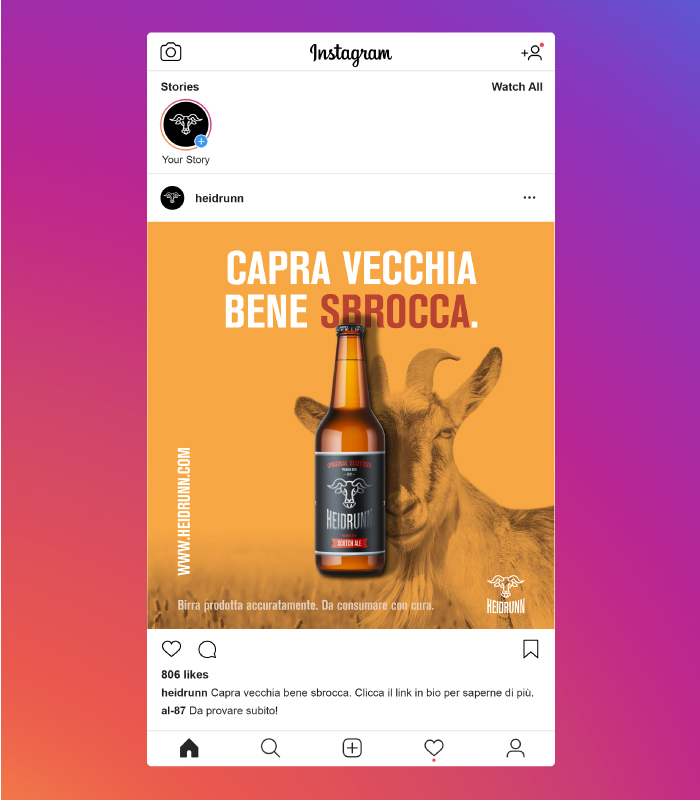 Instagram
Stories
Watch All
Your Story
heidrunn
CAPRA VECCHIA
BENE SBROCCA.
WWW.HEIDRUNN.COM
HEIDRUNN
SCOTCH ALE
Birra prodotta accuratamente. Da consumare con cura.
HEIDRUNN
806 likes
heidrunn Capra vecchia bene sbrocca. Clicca il link in bio per saperne di più.
al-87 Da provare subito!